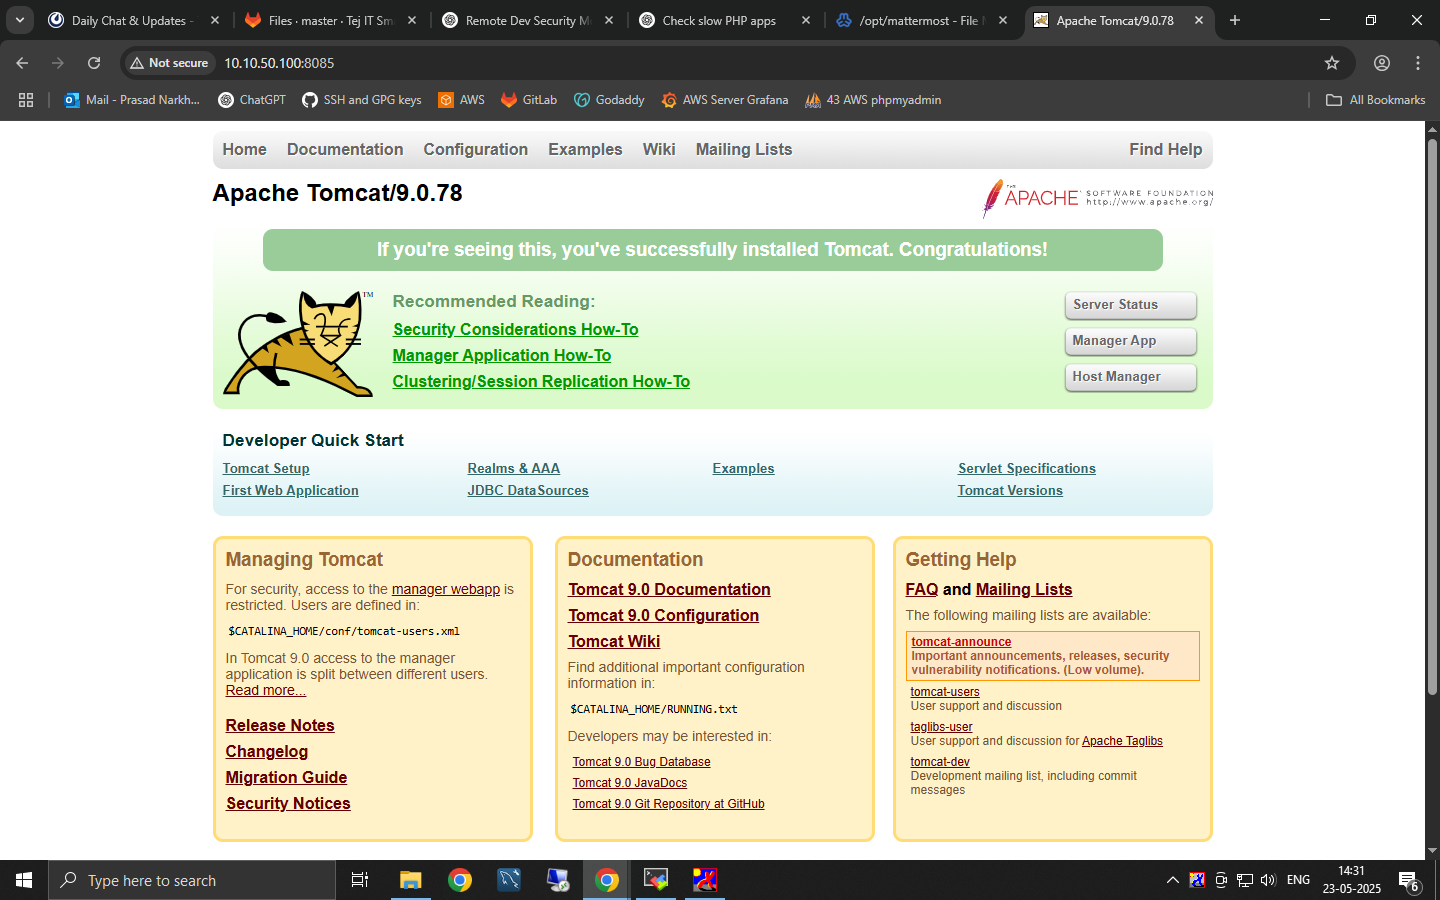 Daily Chat & Updates -
Files · master · Tej IT Sm
Remote Dev Security M
Check slow PHP apps
/opt/mattermost - File M
Apache Tomcat/9.0.78
Not secure
10.10.50.100:8085
Mail - Prasad Narkh...
ChatGPT
SSH and GPG keys
AWS
GitLab
Godaddy
AWS Server Grafana
43 AWS phpmyadmin
All Bookmarks
Home
Documentation
Configuration
Examples
Wiki
Mailing Lists
Find Help
Apache Tomcat/9.0.78
THE
APACHE
SOFTWARE FOUNDATION
http://www.apache.org/
If you're seeing this, you've successfully installed Tomcat. Congratulations!
TM
Recommended Reading:
Security Considerations How-To
Manager Application How-To
Clustering/Session Replication How-To
Server Status
Manager App
Host Manager
Developer Quick Start
Tomcat Setup
First Web Application
Realms & AAA
JDBC DataSources
Examples
Servlet Specifications
Tomcat Versions
Managing Tomcat
For security, access to the manager webapp is
restricted. Users are defined in:
$CATALINA_HOME/conf/tomcat-users.xml
In Tomcat 9.0 access to the manager
application is split between different users.
Read more...
Release Notes
Changelog
Migration Guide
Security Notices
Documentation
Tomcat 9.0 Documentation
Tomcat 9.0 Configuration
Tomcat Wiki
Find additional important configuration
information in:
$CATALINA_HOME/RUNNING.txt
Developers may be interested in:
Tomcat 9.0 Bug Database
Tomcat 9.0 JavaDocs
Tomcat 9.0 Git Repository at GitHub
Getting Help
FAQ and Mailing Lists
The following mailing lists are available:
tomcat-announce
Important announcements, releases, security
vulnerability notifications. (Low volume).
tomcat-users
User support and discussion
taglibs-user
User support and discussion for Apache Taglibs
tomcat-dev
Development mailing list, including commit
messages
Type here to search
ENG
14:31
23-05-2025
6